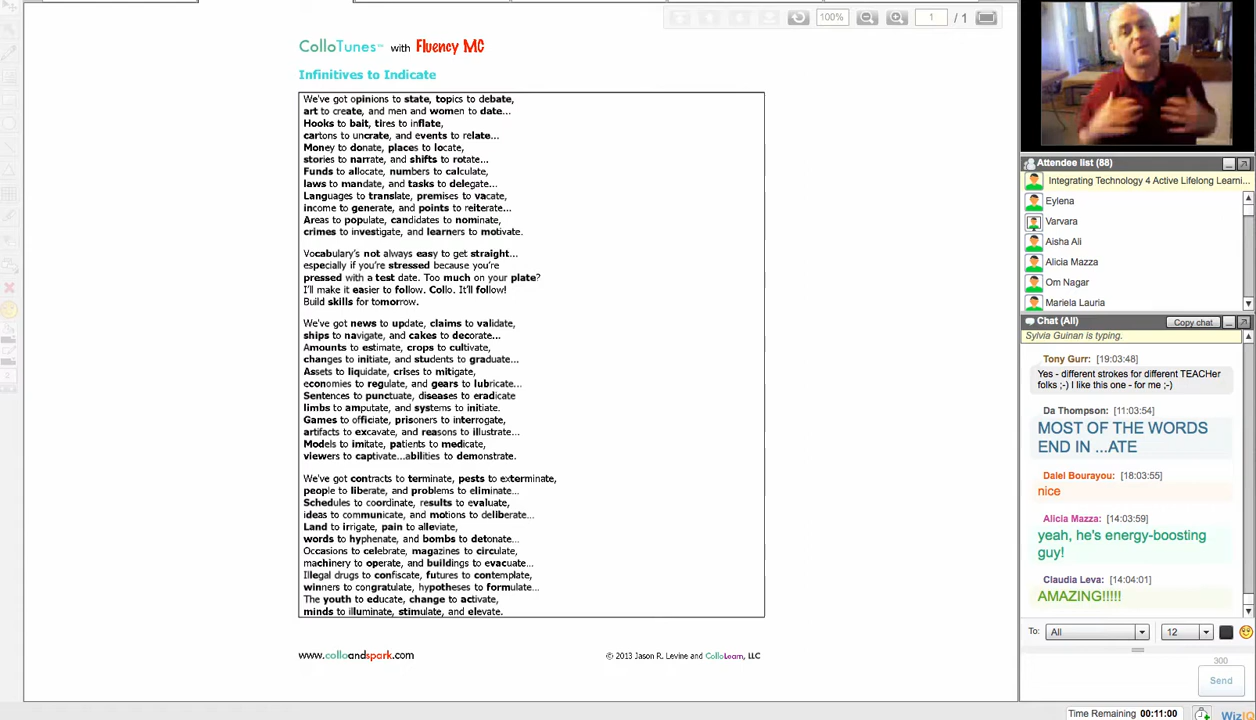 100%
1 / 1
ColloTunes™ with Fluency MC
Infinitives to Indicate
We've got opinions to state, topics to debate,
art to create, and men and women to date...
Hooks to bait, tires to inflate,
cartons to uncrate, and events to relate...
Money to donate, places to locate,
stories to narrate, and shifts to rotate...
Funds to allocate, numbers to calculate,
laws to mandate, and tasks to delegate...
Languages to translate, premises to vacate,
income to generate, and points to reiterate...
Areas to populate, candidates to nominate,
crimes to investigate, and learners to motivate.
Vocabulary's not always easy to get straight...
especially if you're stressed because you're
pressed with a test date. Too much on your plate?
I'll make it easier to follow. Collo. It'll follow!
Build skills for tomorrow.
We've got news to update, claims to validate,
ships to navigate, and cakes to decorate...
Amounts to estimate, crops to cultivate,
changes to initiate, and students to graduate...
Assets to liquidate, crises to mitigate,
economies to regulate, and gears to lubricate...
Sentences to punctuate, diseases to eradicate
limbs to amputate, and systems to initiate.
Games to officiate, prisoners to interrogate,
artifacts to excavate, and reasons to illustrate...
Models to imitate, patients to medicate,
viewers to captivate...abilities to demonstrate.
We've got contracts to terminate, pests to exterminate,
people to liberate, and problems to eliminate...
Schedules to coordinate, results to evaluate,
ideas to communicate, and motions to deliberate...
Land to irrigate, pain to alleviate,
words to hyphenate, and bombs to detonate...
Occasions to celebrate, magazines to circulate,
machinery to operate, and buildings to evacuate...
Illegal drugs to confiscate, futures to contemplate,
winners to congratulate, hypotheses to formulate...
The youth to educate, change to activate,
minds to illuminate, stimulate, and elevate.
www.colloandspark.com
© 2013 Jason R. Levine and ColloLearn, LLC
Attendee list (88)
Integrating Technology 4 Active Lifelong Learni...
Eylena
Varvara
Aisha Ali
Alicia Mazza
Om Nagar
Mariela Lauria
Chat (All)
Copy chat
Sylvia Guinan is typing.
Tony Gurr: [19:03:48]
Yes - different strokes for different TEACHer
folks ;-) I like this one - for me ;-)
Da Thompson: [11:03:54]
MOST OF THE WORDS
END IN ...ATE
Dalel Bourayou: [18:03:55]
nice
Alicia Mazza: [14:03:59]
yeah, he's energy-boosting
guy!
Claudia Leva: [14:04:01]
AMAZING!!!!!
To: All 12
300
Send
Time Remaining 00:11:00
WizIQ